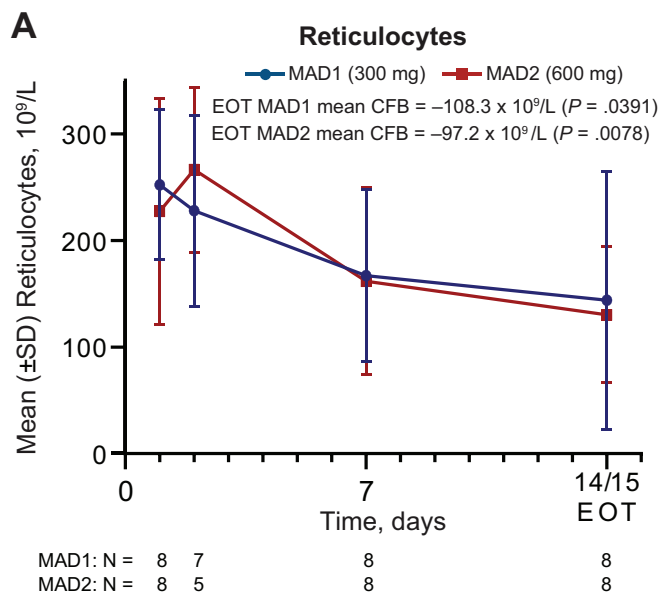 A
Reticulocytes
MAD1 (300 mg) MAD2 (600 mg)
EOT MAD1 mean CFB = –108.3 x 10⁹/L (P = .0391)
EOT MAD2 mean CFB = –97.2 x 10⁹/L (P = .0078)
Mean (±SD) Reticulocytes, 10⁹/L
300
200
100
0
0 7 14/15
EOT
Time, days
MAD1: N = 8 7 8 8
MAD2: N = 8 5 8 8